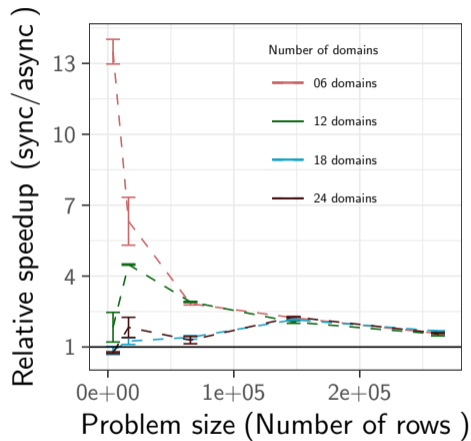 Relative speedup (sync/async )
13
10
7
4
1
Number of domains
06 domains
12 domains
18 domains
24 domains
0e+00 1e+05 2e+05
Problem size (Number of rows )